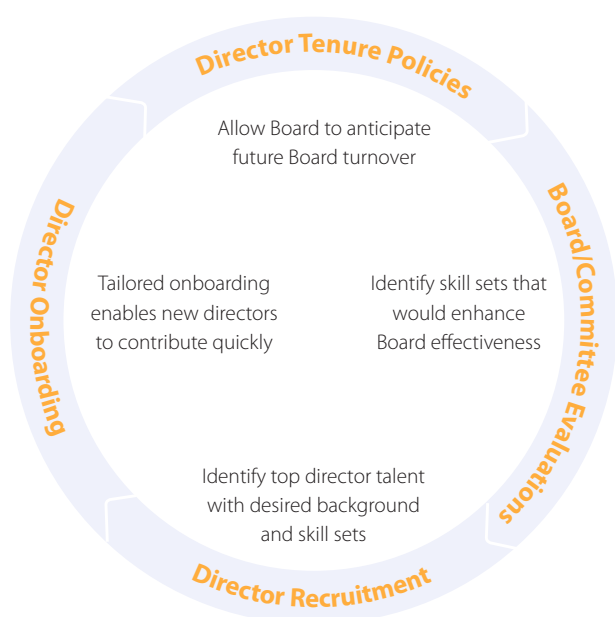 Director Tenure Policies
Allow Board to anticipate
future Board turnover
Board/Committee Evaluations
Identify skill sets that
would enhance
Board effectiveness
Director Recruitment
Identify top director talent
with desired background
and skill sets
Director Onboarding
Tailored onboarding
enables new directors
to contribute quickly